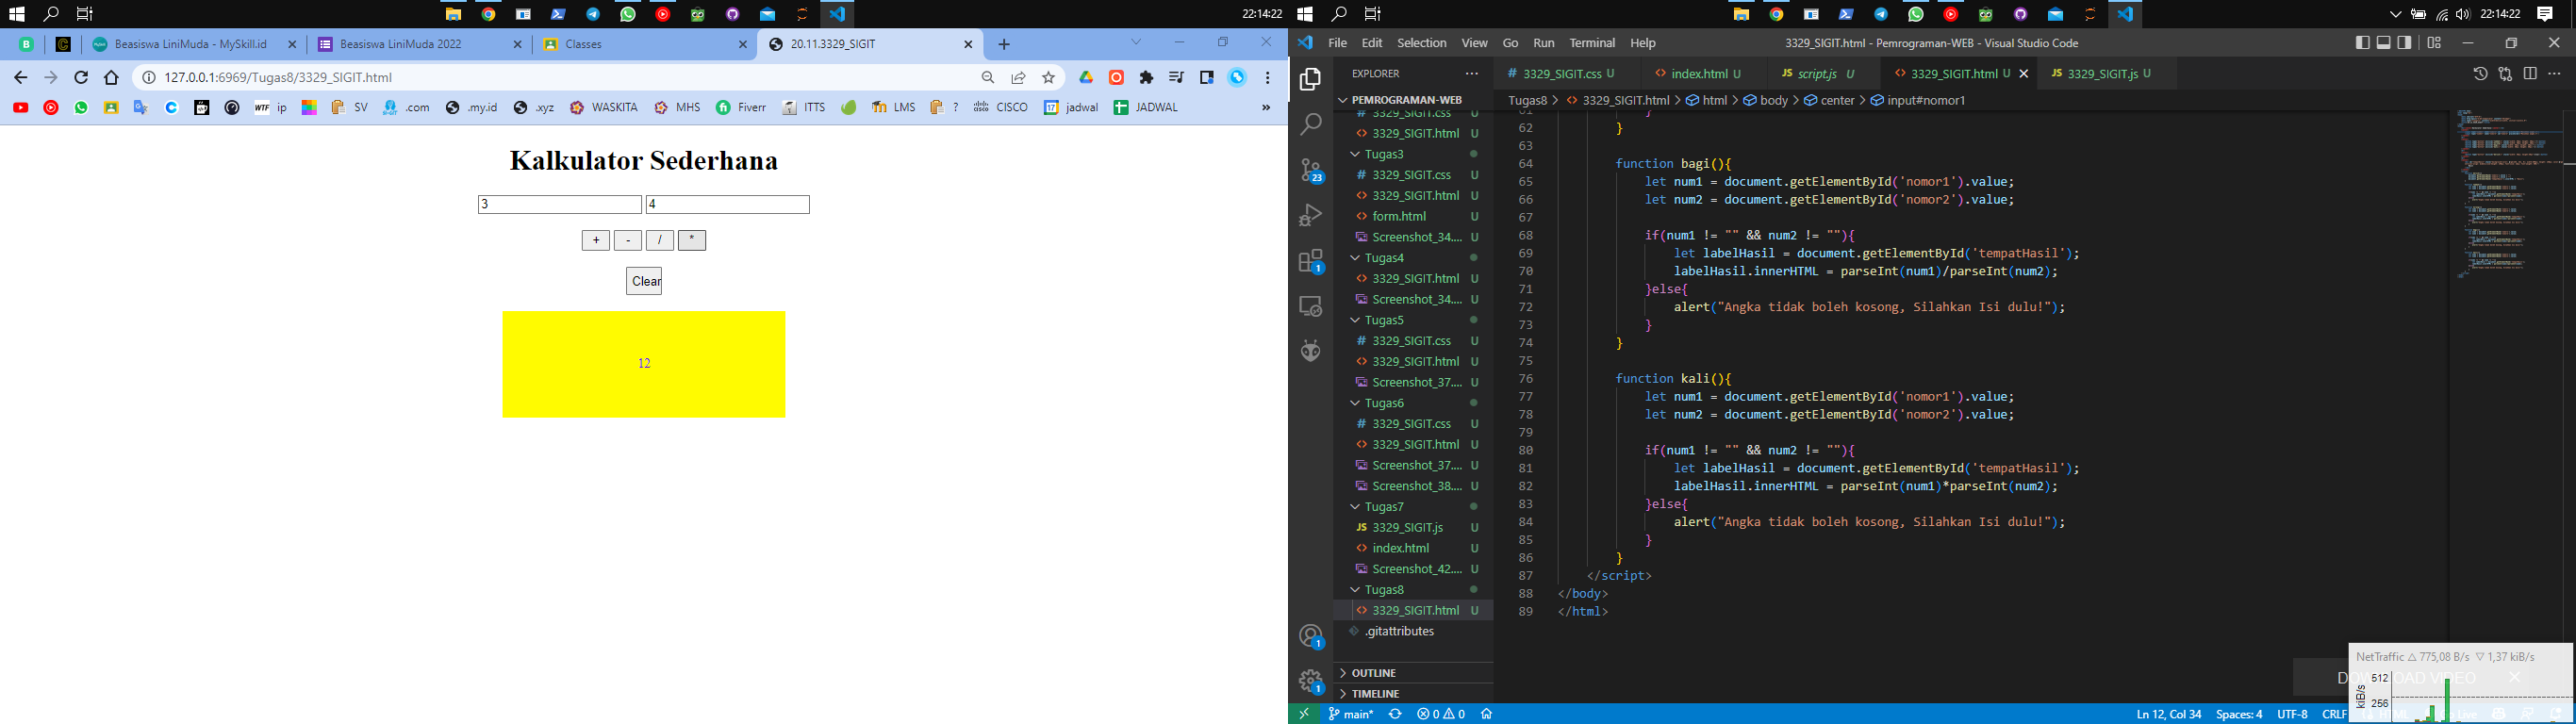 22:14:22
22:14:22
Beasiswa LiniMuda - MySkill.id
Beasiswa LiniMuda 2022
Classes
20.11.3329_SIGIT
127.0.0.1:6969/Tugas8/3329_SIGIT.html
WTF ip
SV
.com
.my.id
.xyz
WASKITA
MHS
Fiverr
ITTS
LMS
?
CISCO
jadwal
JADWAL
»
Kalkulator Sederhana
3
4
+
-
/
*
Clear
12
File Edit Selection View Go Run Terminal Help
3329_SIGIT.html - Pemrograman-WEB - Visual Studio Code
EXPLORER
# 3329_SIGIT.css U
<> index.html U
JS script.js U
<> 3329_SIGIT.html U
JS 3329_SIGIT.js U
Tugas8 > 3329_SIGIT.html > html > body > center > input#nomor1
PEMROGRAMAN-WEB
# 3329_SIGIT.css U
<> 3329_SIGIT.html U
Tugas3
# 3329_SIGIT.css U
<> 3329_SIGIT.html U
<> form.html U
Screenshot_34.... U
Tugas4
<> 3329_SIGIT.html U
Screenshot_34.... U
Tugas5
# 3329_SIGIT.css U
<> 3329_SIGIT.html U
Screenshot_37.... U
Tugas6
# 3329_SIGIT.css U
<> 3329_SIGIT.html U
Screenshot_37.... U
Screenshot_38.... U
Tugas7
JS 3329_SIGIT.js U
<> index.html U
Screenshot_42.... U
Tugas8
<> 3329_SIGIT.html U
.gitattributes
OUTLINE
TIMELINE
23
1
1
1
61 }
62 }
63
64 function bagi(){
65 let num1 = document.getElementById('nomor1').value;
66 let num2 = document.getElementById('nomor2').value;
67
68 if(num1 != "" && num2 != ""){
69 let labelHasil = document.getElementById('tempatHasil');
70 labelHasil.innerHTML = parseInt(num1)/parseInt(num2);
71 }else{
72 alert("Angka tidak boleh kosong, Silahkan Isi dulu!");
73 }
74 }
75
76 function kali(){
77 let num1 = document.getElementById('nomor1').value;
78 let num2 = document.getElementById('nomor2').value;
79
80 if(num1 != "" && num2 != ""){
81 let labelHasil = document.getElementById('tempatHasil');
82 labelHasil.innerHTML = parseInt(num1)*parseInt(num2);
83 }else{
84 alert("Angka tidak boleh kosong, Silahkan Isi dulu!");
85 }
86 }
87 </script>
88 </body>
89 </html>
NetTraffic △ 775,08 B/s ▽ 1,37 kiB/s
DOWNLOAD VIDEO
kiB/s
512
256
main*
0 0
Ln 12, Col 34
Spaces: 4
UTF-8
CRLF